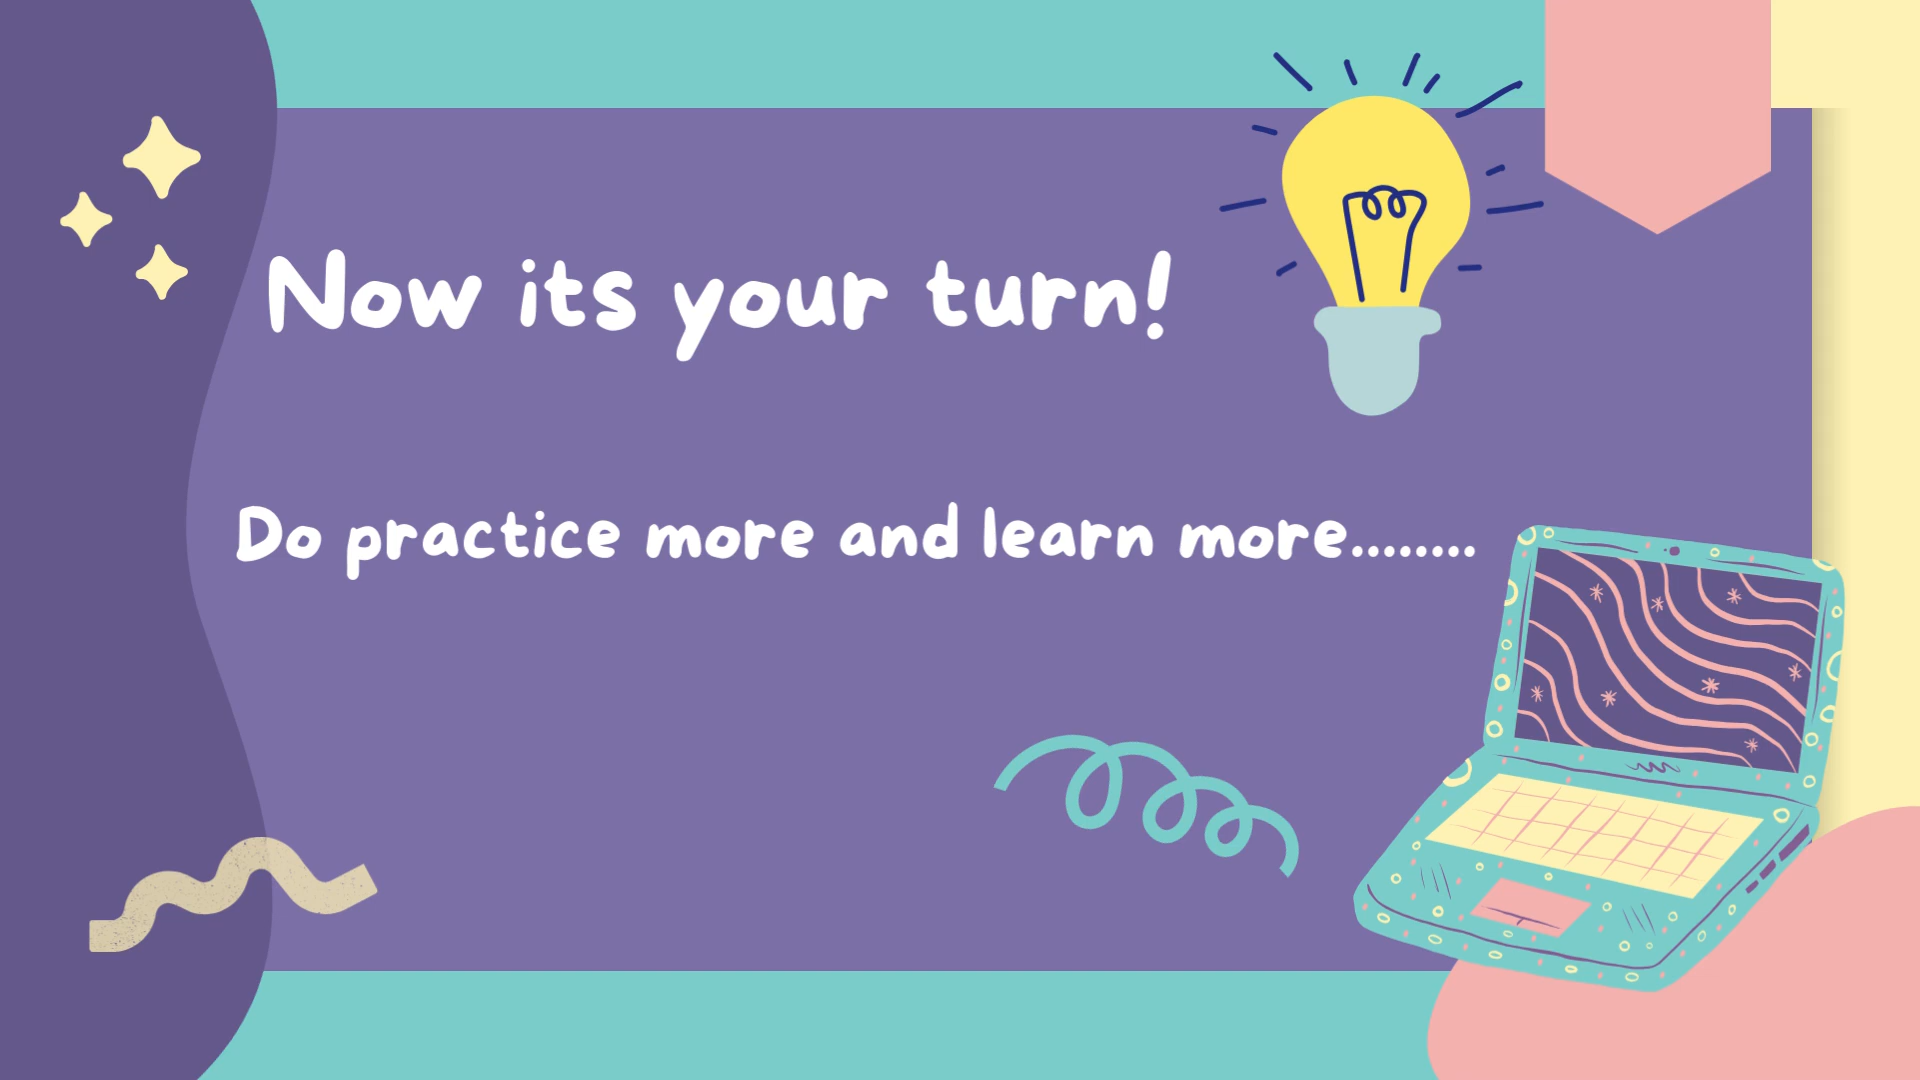 Now its your turn!
Do practice more and learn more........